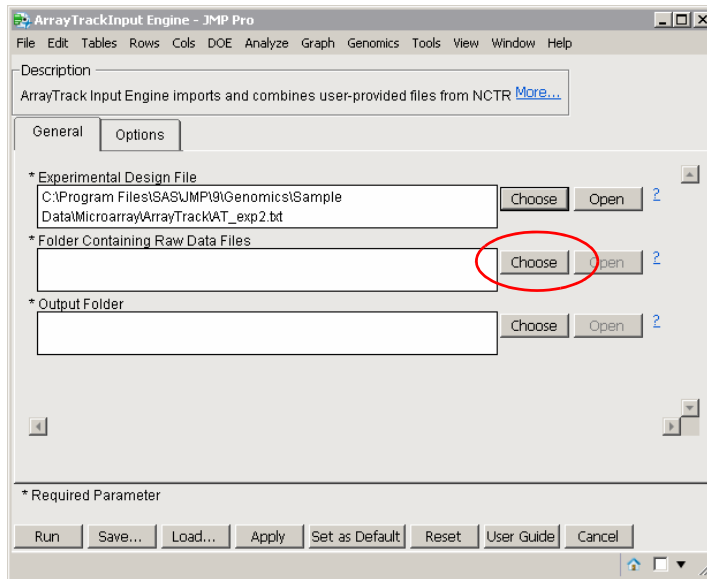 ArrayTrackInput Engine - JMP Pro
File Edit Tables Rows Cols DOE Analyze Graph Genomics Tools View Window Help
Description
ArrayTrack Input Engine imports and combines user-provided files from NCTR More...
General Options
* Experimental Design File
C:\Program Files\SAS\JMP\9\Genomics\Sample
Data\Microarray\ArrayTrack\AT_exp2.txt
Choose Open ?
* Folder Containing Raw Data Files
Choose Open ?
* Output Folder
Choose Open ?
* Required Parameter
Run Save... Load... Apply Set as Default Reset User Guide Cancel